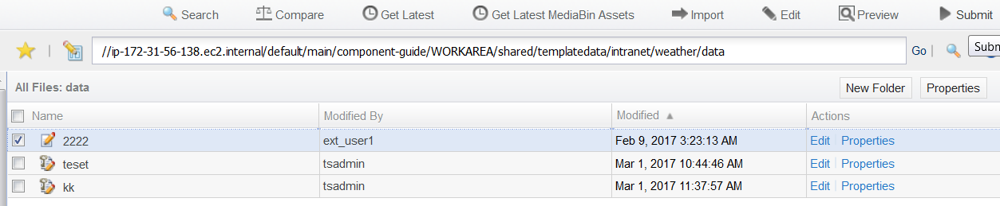 Search Compare Get Latest Get Latest MediaBin Assets Import Edit Preview Submit
//ip-172-31-56-138.ec2.internal/default/main/component-guide/WORKAREA/shared/templatedata/intranet/weather/data Go Subm
All Files: data New Folder Properties
Name Modified By Modified Actions
2222 ext_user1 Feb 9, 2017 3:23:13 AM Edit Properties
teset tsadmin Mar 1, 2017 10:44:46 AM Edit Properties
kk tsadmin Mar 1, 2017 11:37:57 AM Edit Properties